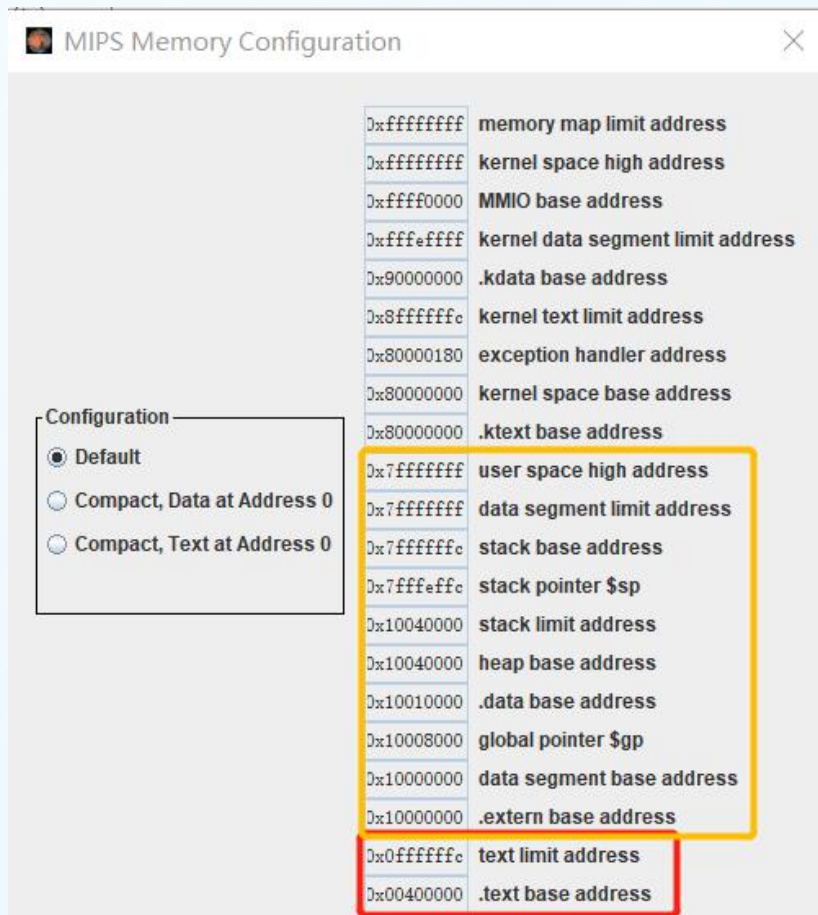 MIPS Memory Configuration
0xffffffff memory map limit address
0xffffffff kernel space high address
0xffff0000 MMIO base address
0xfffeffff kernel data segment limit address
0x90000000 .kdata base address
0x8ffffffc kernel text limit address
0x80000180 exception handler address
0x80000000 kernel space base address
0x80000000 .ktext base address
Configuration
Default
Compact, Data at Address 0
Compact, Text at Address 0
0x7fffffff user space high address
0x7fffffff data segment limit address
0x7ffffffc stack base address
0x7fffeffc stack pointer $sp
0x10040000 stack limit address
0x10040000 heap base address
0x10010000 .data base address
0x10008000 global pointer $gp
0x10000000 data segment base address
0x10000000 .extern base address
0x0ffffffc text limit address
0x00400000 .text base address